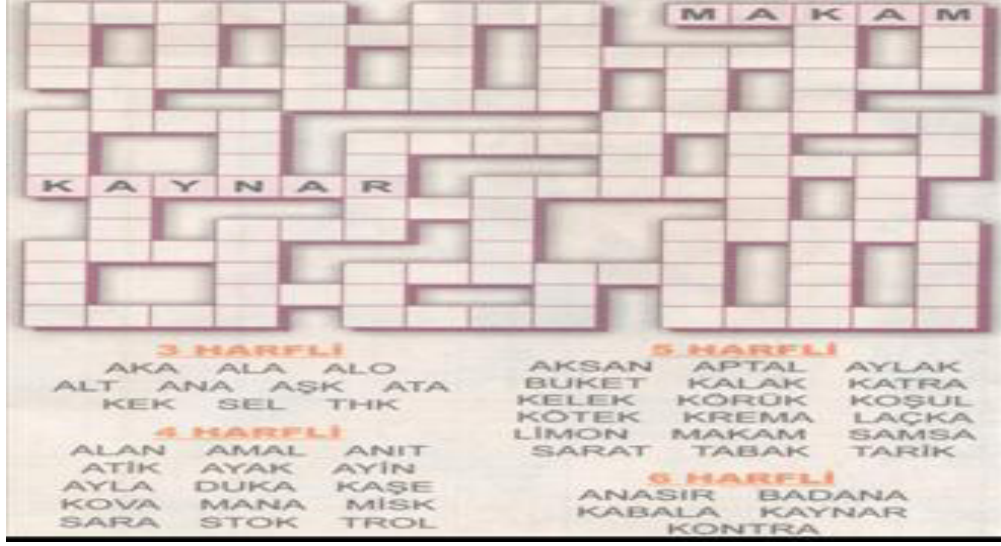 MAKAM
KAYNAR
3 HARFLİ
AKA ALA ALO
ALT ANA AŞK ATA
KEK SEL THK
4 HARFLİ
ALAN AMAL ANIT
ATİK AYAK AYİN
AYLA DUKA KAŞE
KOVA MANA MİSK
SARA STOK TROL
5 HARFLİ
AKSAN APTAL AYLAK
BUKET KALAK KATRA
KELEK KÖRÜK KOŞUL
KÖTEK KREMA LAÇKA
LİMON MAKAM SAMSA
SARAT TABAK TARİK
6 HARFLİ
ANASIR BADANA
KABALA KAYNAR
KONTRA